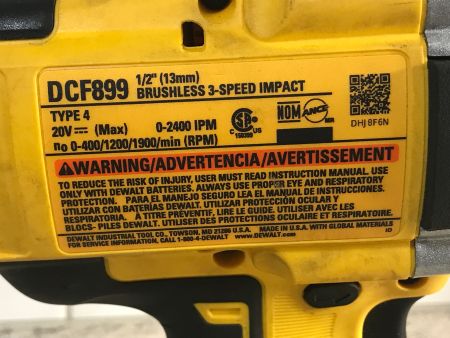 DCF899 1/2" (13mm)
BRUSHLESS 3-SPEED IMPACT
TYPE 4
20V (Max) 0-2400 IPM
no 0-400/1200/1900/min (RPM)
NOM ANCE
DHJ8F6N
WARNING/ADVERTENCIA/AVERTISSEMENT
TO REDUCE THE RISK OF INJURY, USER MUST READ INSTRUCTION MANUAL. USE
ONLY WITH DEWALT BATTERIES. ALWAYS USE PROPER EYE AND RESPIRATORY
PROTECTION. PARA EL MANEJO SEGURO LEA EL MANUAL DE INSTRUCCIONES.
UTILIZAR CON BATERIAS DEWALT. UTILIZAR PROTECCIÓN OCULAR Y
RESPIRATORIA. A TITRE PRÉVENTIF, LIRE LE GUIDE. UTILISER AVEC DES
BLOCS- PILES DEWALT. UTILISER DES PROTECTIONS OCULAIRE ET RESPIRATOIRE.
DEWALT INDUSTRIAL TOOL CO., TOWSON, MD 21286 U.S.A. MADE IN U.S.A. WITH GLOBAL MATERIALS
FOR SERVICE INFORMATION, CALL 1-800-4-DEWALT www.DEWALT.com